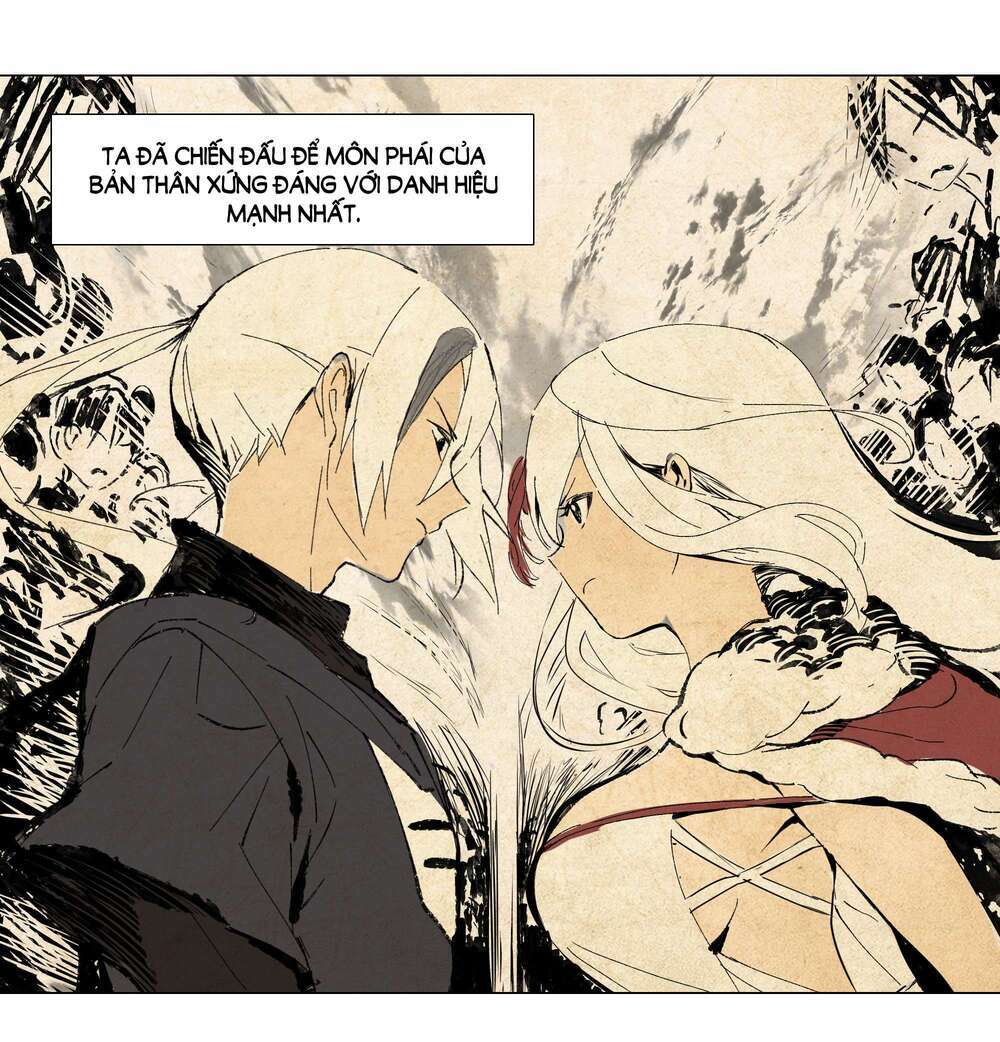 TA ĐÃ CHIẾN ĐẤU ĐỂ MÔN PHÁI CỦA
BẢN THÂN XỨNG ĐÁNG VỚI DANH HIỆU
MẠNH NHẤT.